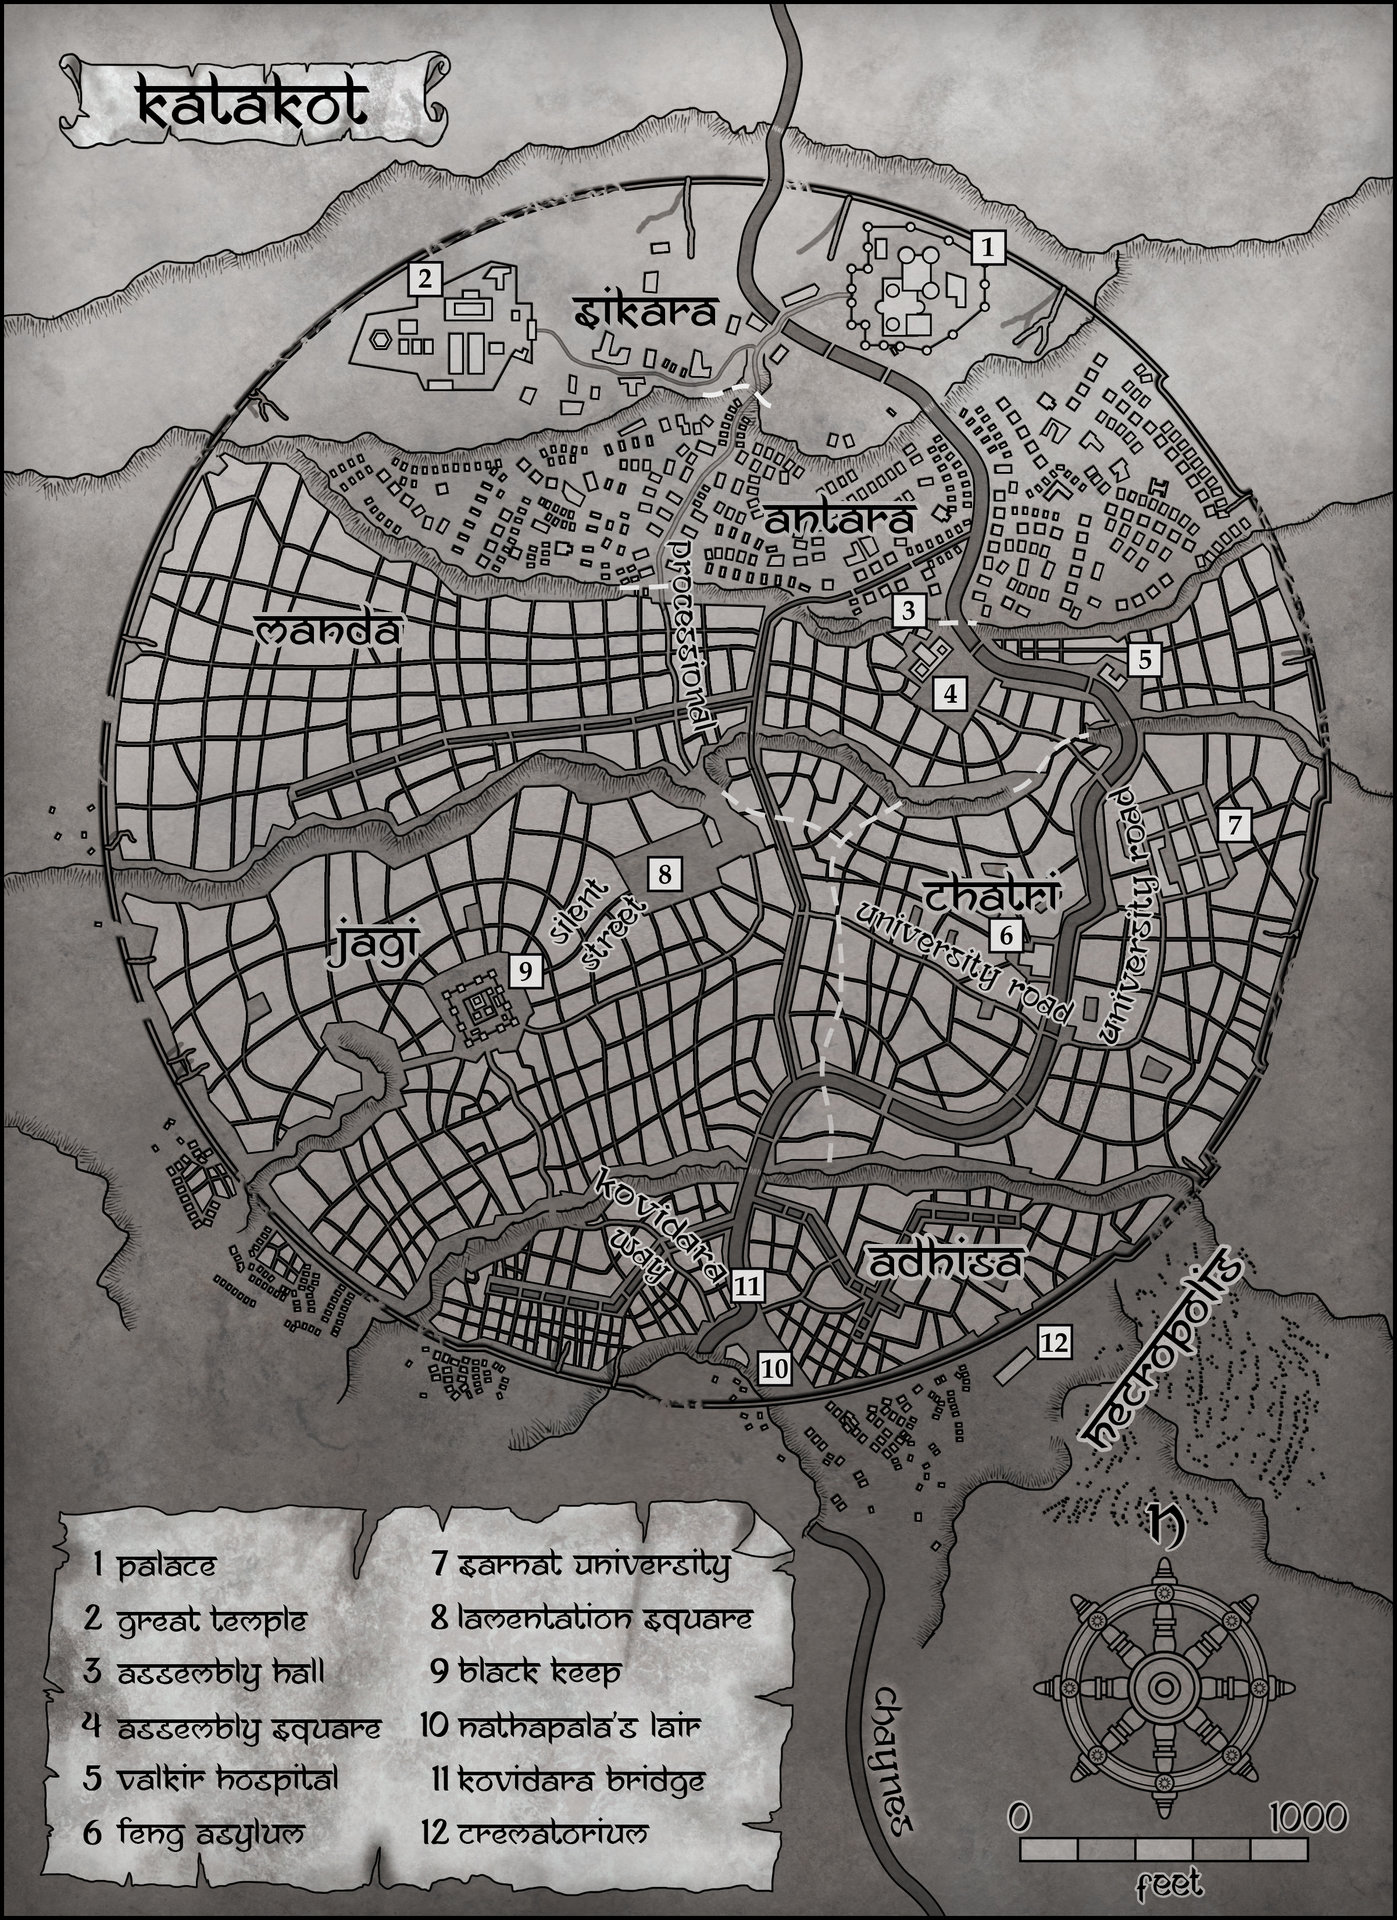 Katakot
1
2
Sikara
Antara
Processional
Manda
3
5
4
7
University Road
Chatri
8
Silent
Street
University Road
6
Jagi
9
Kovidara
Way
Adhisa
11
Necropolis
12
10
N
1 Palace
2 Great Temple
3 Assembly Hall
4 Assembly Square
5 Valkir Hospital
6 Feng Asylum
7 Sarnat University
8 Lamentation Square
9 Black Keep
10 Nathapala's Lair
11 Kovidara Bridge
12 Crematorium
Chaynes
0 1000
feet